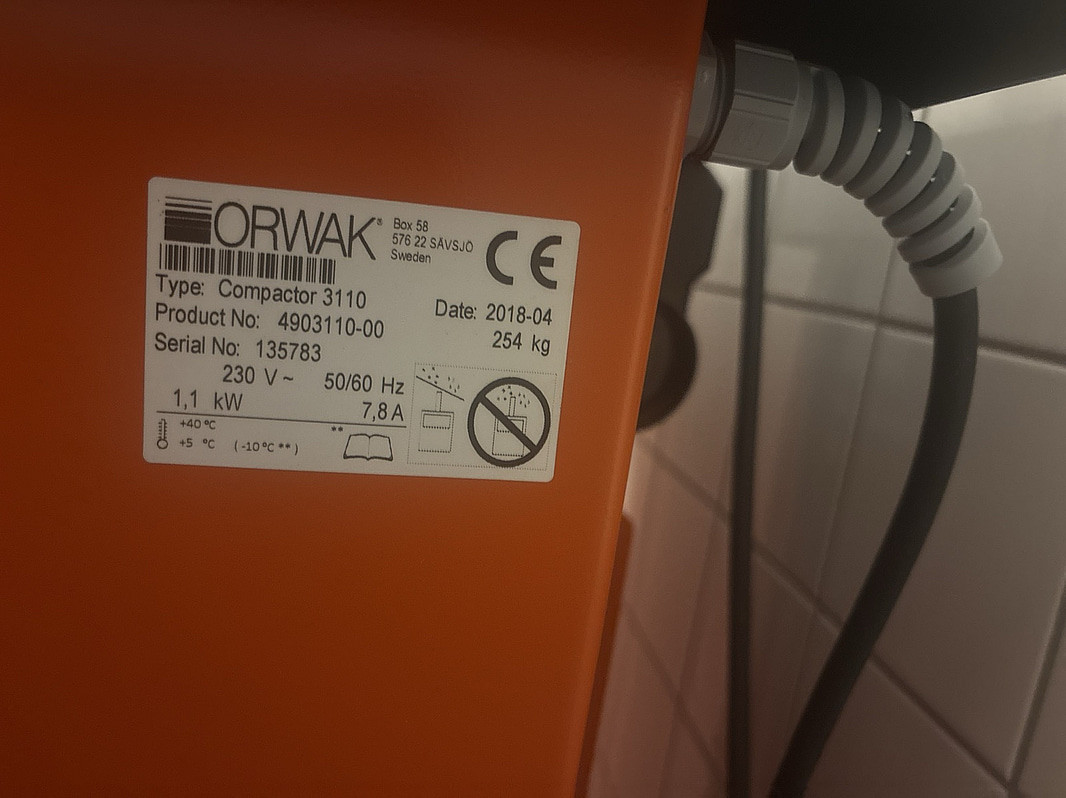 ORWAK®
Box 58
576 22 SÄVSJÖ
Sweden
CE
Type: Compactor 3110
Date: 2018-04
Product No: 4903110-00
254 kg
Serial No: 135783
230 V ~ 50/60 Hz
1,1 kW 7,8 A
+40 °C
+5 °C (-10 °C **)
**